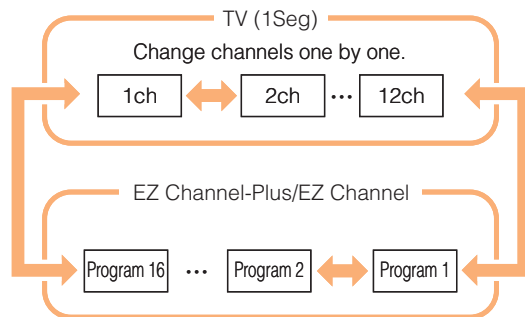 TV (1Seg)
Change channels one by one.
1ch 2ch ••• 12ch
EZ Channel-Plus/EZ Channel
Program 16 ••• Program 2 Program 1